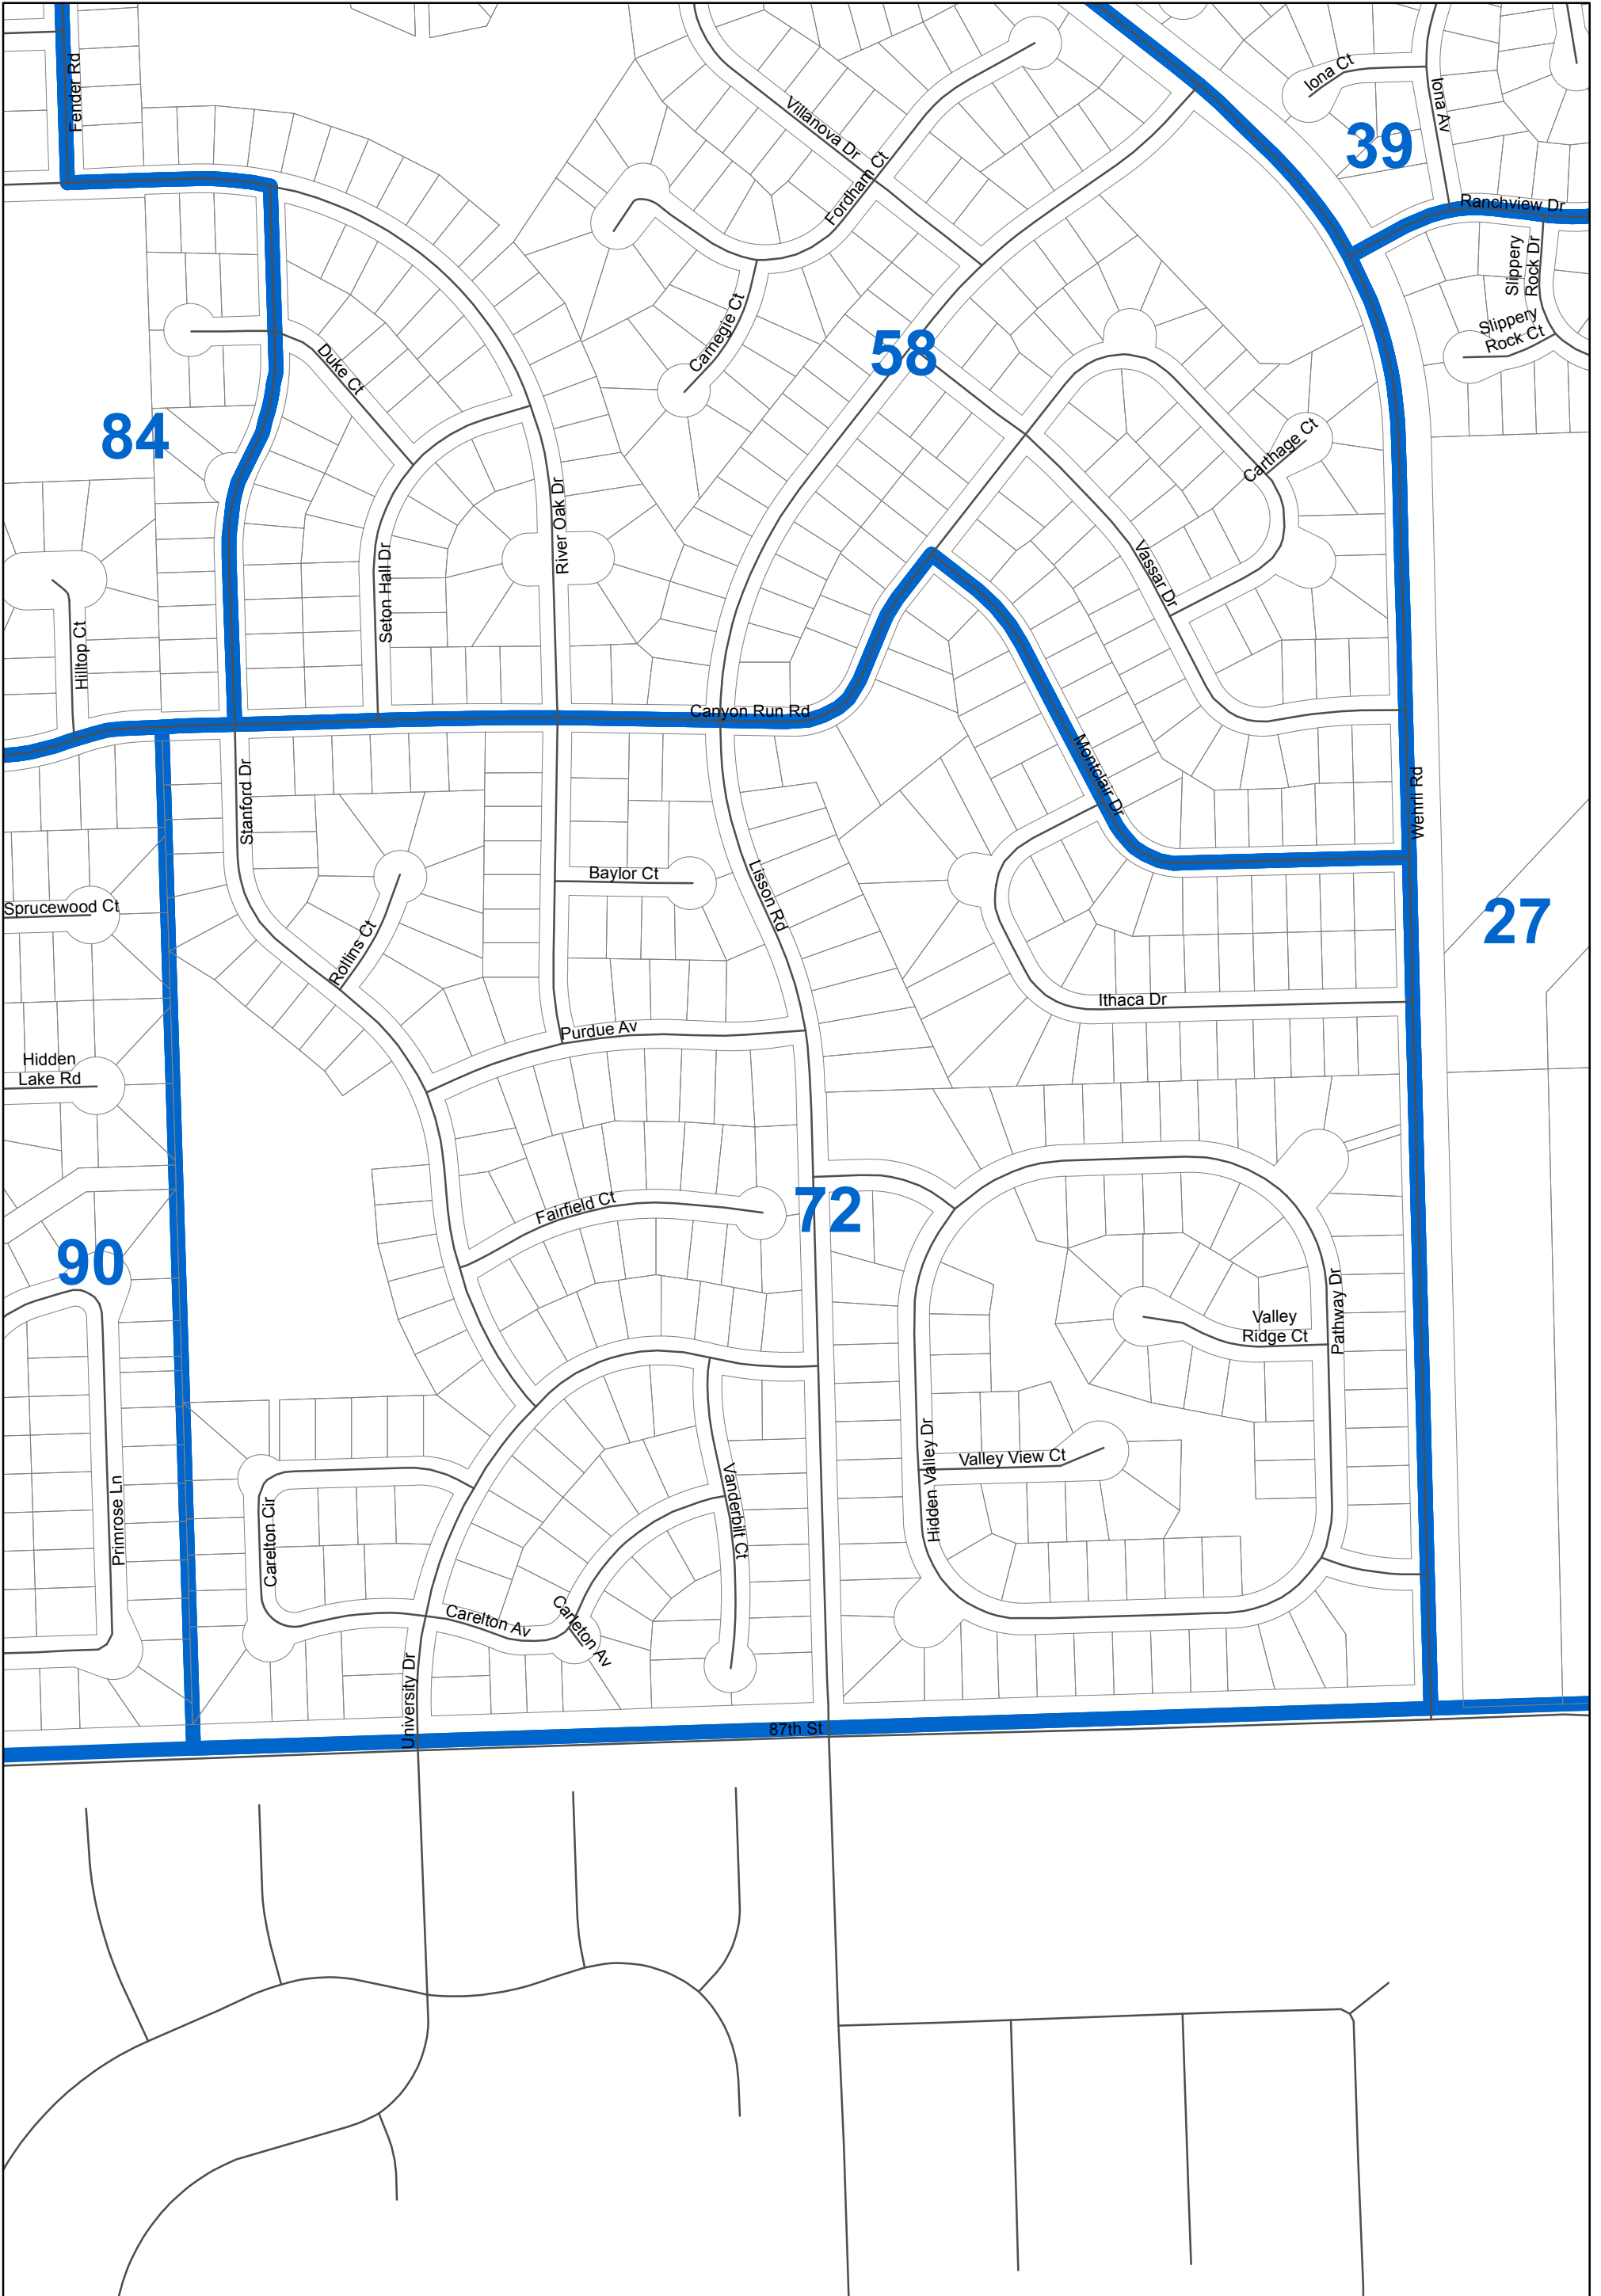 Fender Rd
Villanova Dr
Fordham Ct
Iona Ct
Iona Av
39
Ranchview Dr
Slippery
Rock Dr
Slippery
Rock Ct
Carnegie Ct
58
Duke Ct
84
Carthage Ct
River Oak Dr
Seton Hall Dr
Vassar Dr
Hilltop Ct
Canyon Run Rd
Montclair Dr
Wehrli Rd
Stanford Dr
Baylor Ct
Lisson Rd
Sprucewood Ct
27
Rollins Ct
Ithaca Dr
Purdue Av
Hidden
Lake Rd
Fairfield Ct
72
90
Valley
Ridge Ct
Pathway Dr
Hidden Valley Dr
Valley View Ct
Vanderbilt Ct
Primrose Ln
Carelton Cir
Carelton Av
Carleton Av
University Dr
87th St